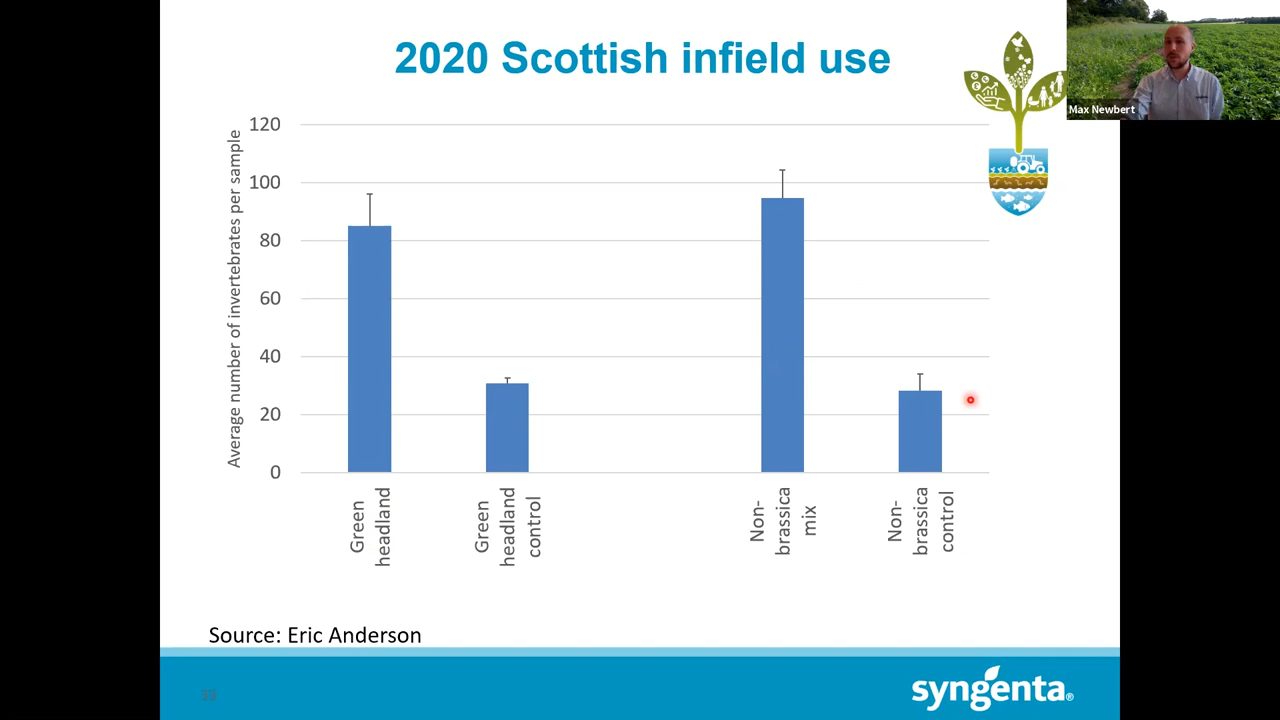 2020 Scottish infield use
Max Newbert
Average number of invertebrates per sample
120
100
80
60
40
20
0
Green
headland
Green
headland
control
Non-
brassica
mix
Non-
brassica
control
Source: Eric Anderson
syngenta®